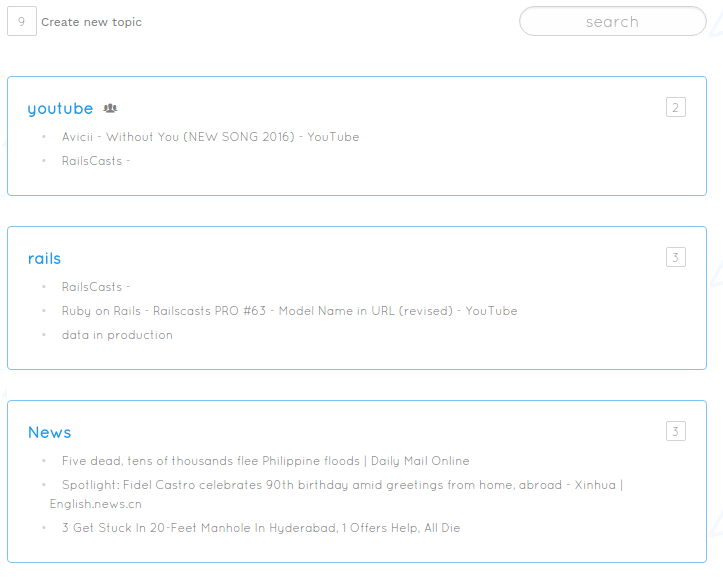 9 Create new topic search
youtube 2
Avicii - Without You (NEW SONG 2016) - YouTube
RailsCasts -
rails 3
RailsCasts -
Ruby on Rails - Railscasts PRO #63 - Model Name in URL (revised) - YouTube
data in production
News 3
Five dead, tens of thousands flee Philippine floods | Daily Mail Online
Spotlight: Fidel Castro celebrates 90th birthday amid greetings from home, abroad - Xinhua |
English.news.cn
3 Get Stuck In 20-Feet Manhole In Hyderabad, 1 Offers Help, All Die